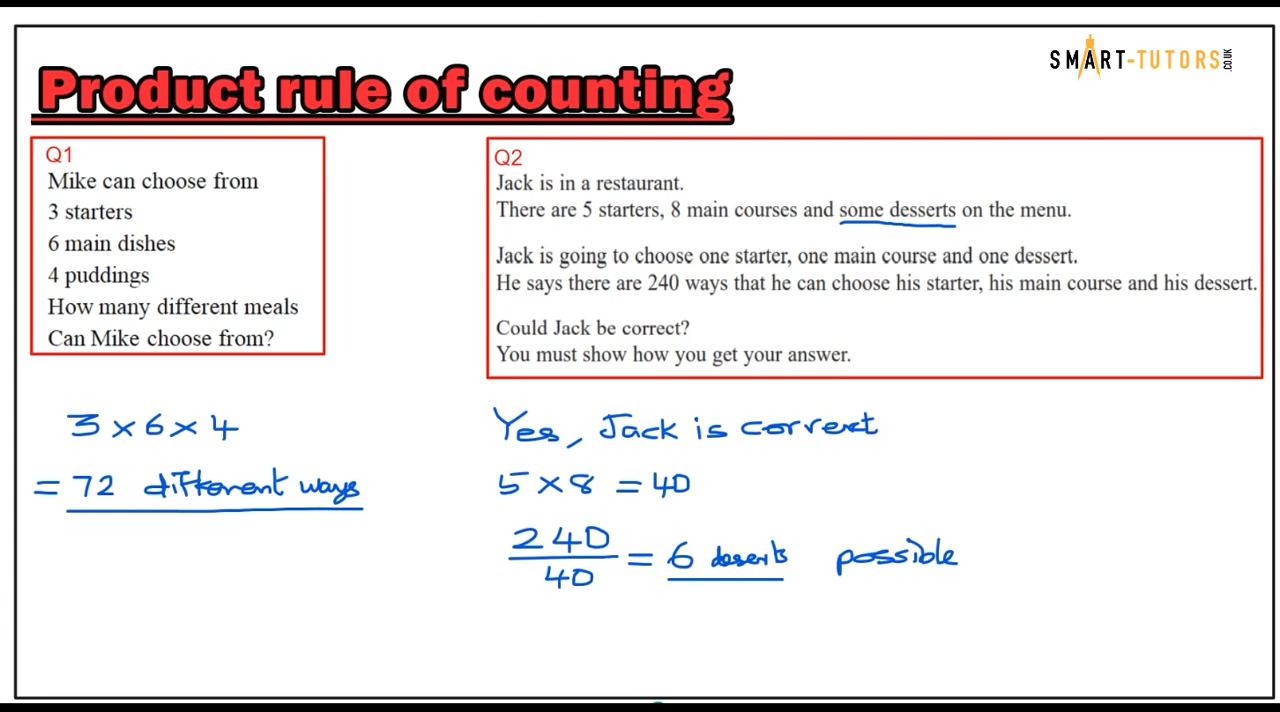 SMART-TUTORS.CO.UK
Product rule of counting
Q1
Mike can choose from
3 starters
6 main dishes
4 puddings
How many different meals
Can Mike choose from?
Q2
Jack is in a restaurant.
There are 5 starters, 8 main courses and some desserts on the menu.
Jack is going to choose one starter, one main course and one dessert.
He says there are 240 ways that he can choose his starter, his main course and his dessert.
Could Jack be correct?
You must show how you get your answer.
3 × 6 × 4
= 72 different ways
Yes, Jack is correct
5 × 8 = 40
240
40
= 6 deserts possible